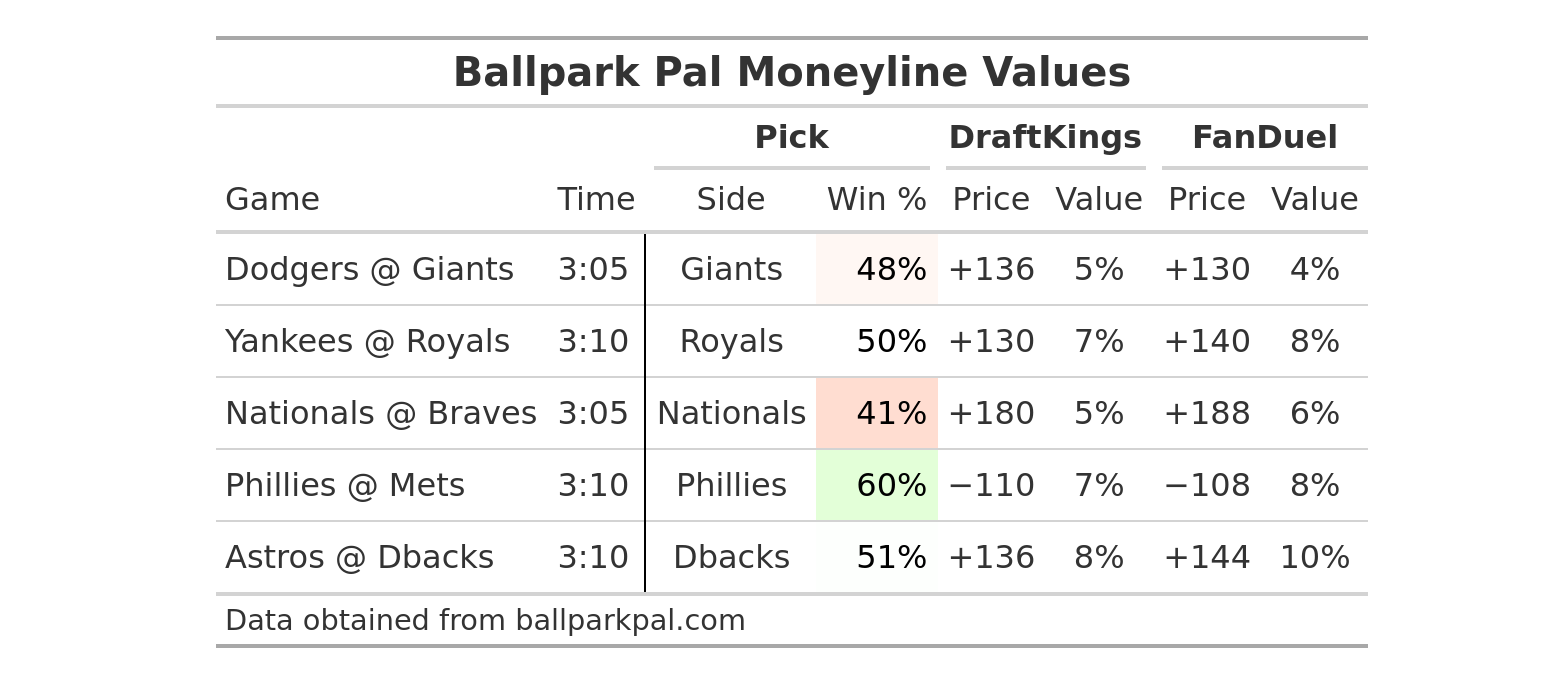 Ballpark Pal Moneyline Values
Pick DraftKings FanDuel
Game Time Side Win % Price Value Price Value
Dodgers @ Giants 3:05 Giants 48% +136 5% +130 4%
Yankees @ Royals 3:10 Royals 50% +130 7% +140 8%
Nationals @ Braves 3:05 Nationals 41% +180 5% +188 6%
Phillies @ Mets 3:10 Phillies 60% −110 7% −108 8%
Astros @ Dbacks 3:10 Dbacks 51% +136 8% +144 10%
Data obtained from ballparkpal.com